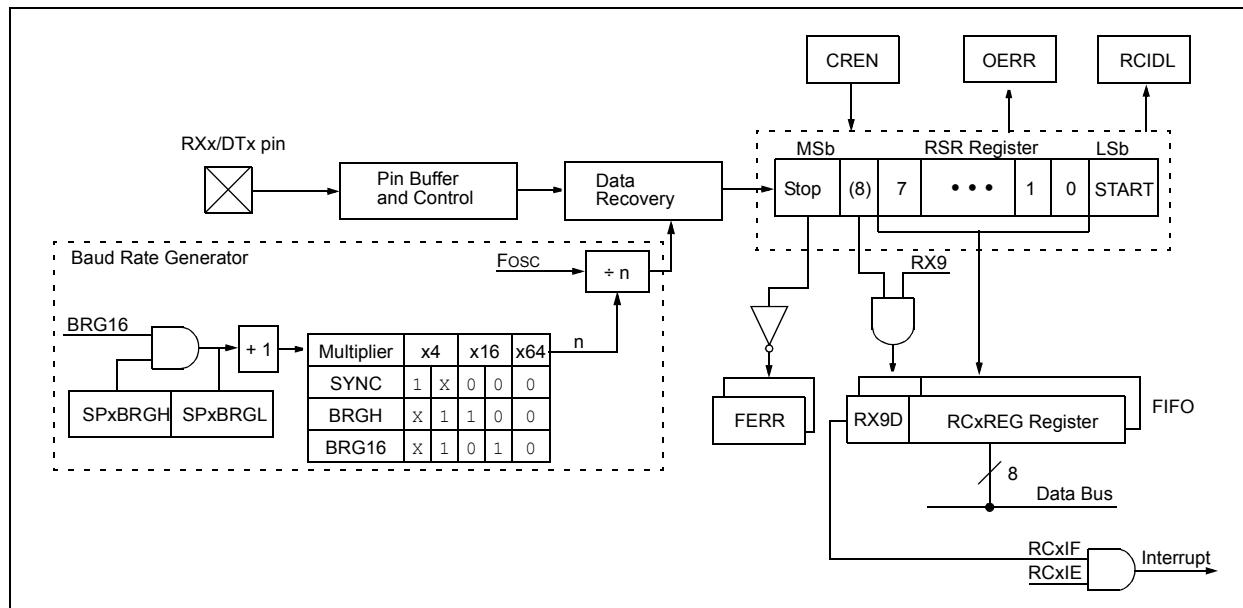 CREN OERR RCIDL
RXx/DTx pin
MSb RSR Register LSb
Pin Buffer
and Control
Data
Recovery
Stop (8) 7 • • • 1 0 START
Baud Rate Generator
FOSC
÷ n
RX9
BRG16
+ 1
n
Multiplier x4 x16 x64
SYNC 1 X 0 0 0
BRGH X 1 1 0 0
BRG16 X 1 0 1 0
SPxBRGH SPxBRGL
FERR
RX9D RCxREG Register
FIFO
8
Data Bus
RCxIF
RCxIE
Interrupt